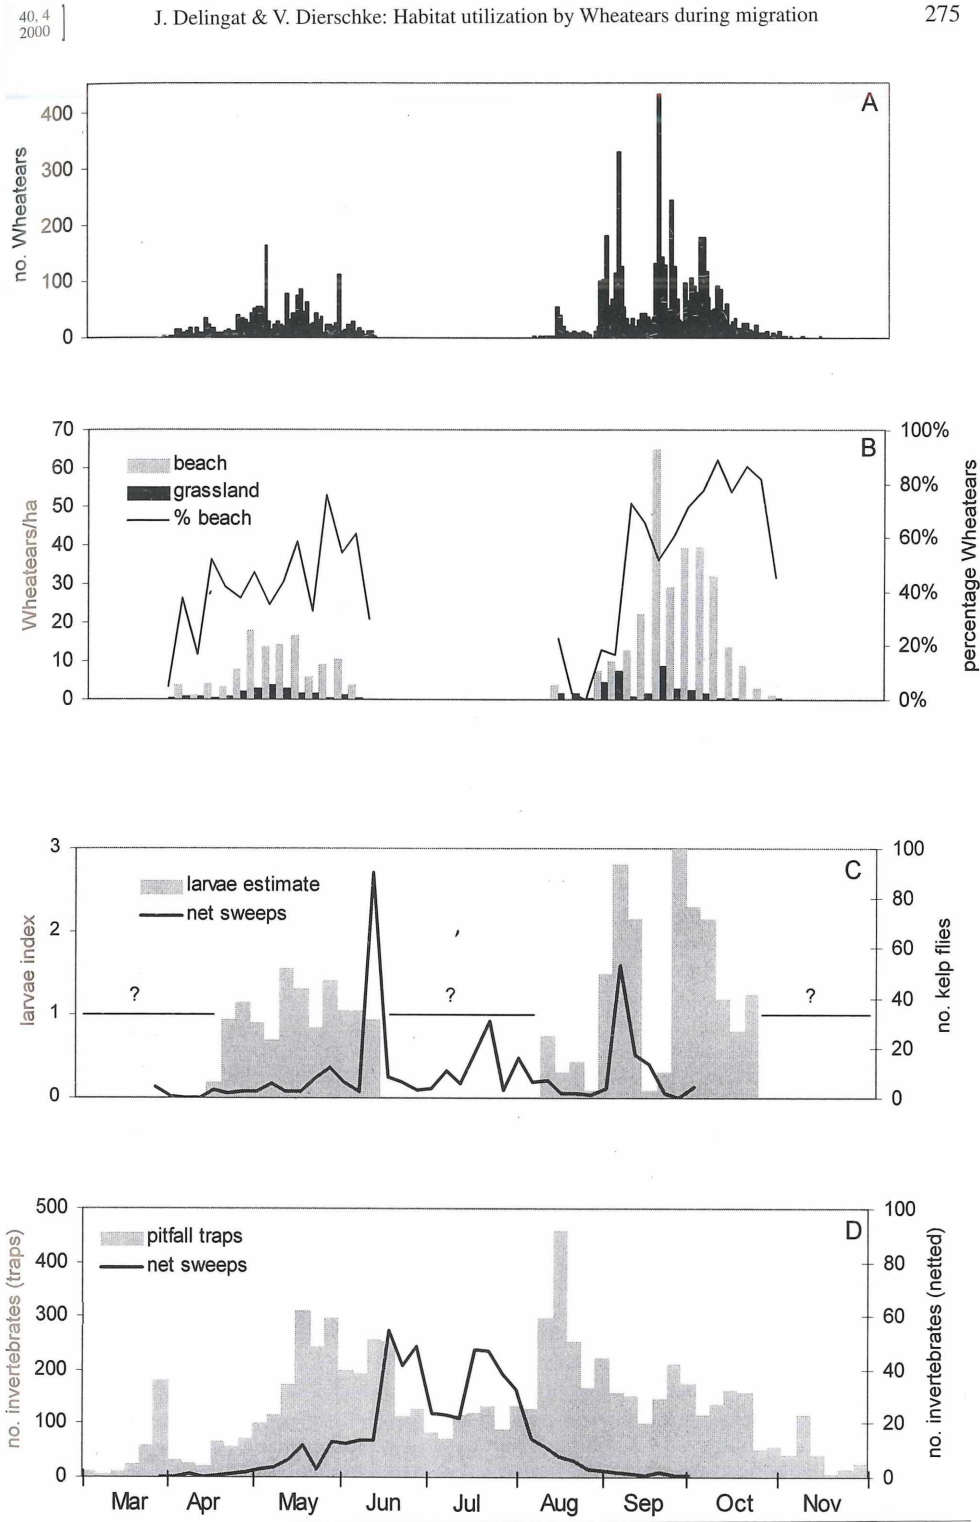 40, 4
2000
J. Delingat & V. Dierschke: Habitat utilization by Wheatears during migration
275
A
no. Wheatears
400
300
200
100
0
B
Wheatears/ha
70
60
50
40
30
20
10
0
beach
grassland
% beach
100%
80%
60%
40%
20%
0%
percentage Wheatears
C
larvae index
3
2
1
0
larvae estimate
net sweeps
?
?
?
100
80
60
40
20
0
no. kelp flies
D
no. invertebrates (traps)
500
400
300
200
100
0
pitfall traps
net sweeps
100
80
60
40
20
0
no. invertebrates (netted)
Mar Apr May Jun Jul Aug Sep Oct Nov